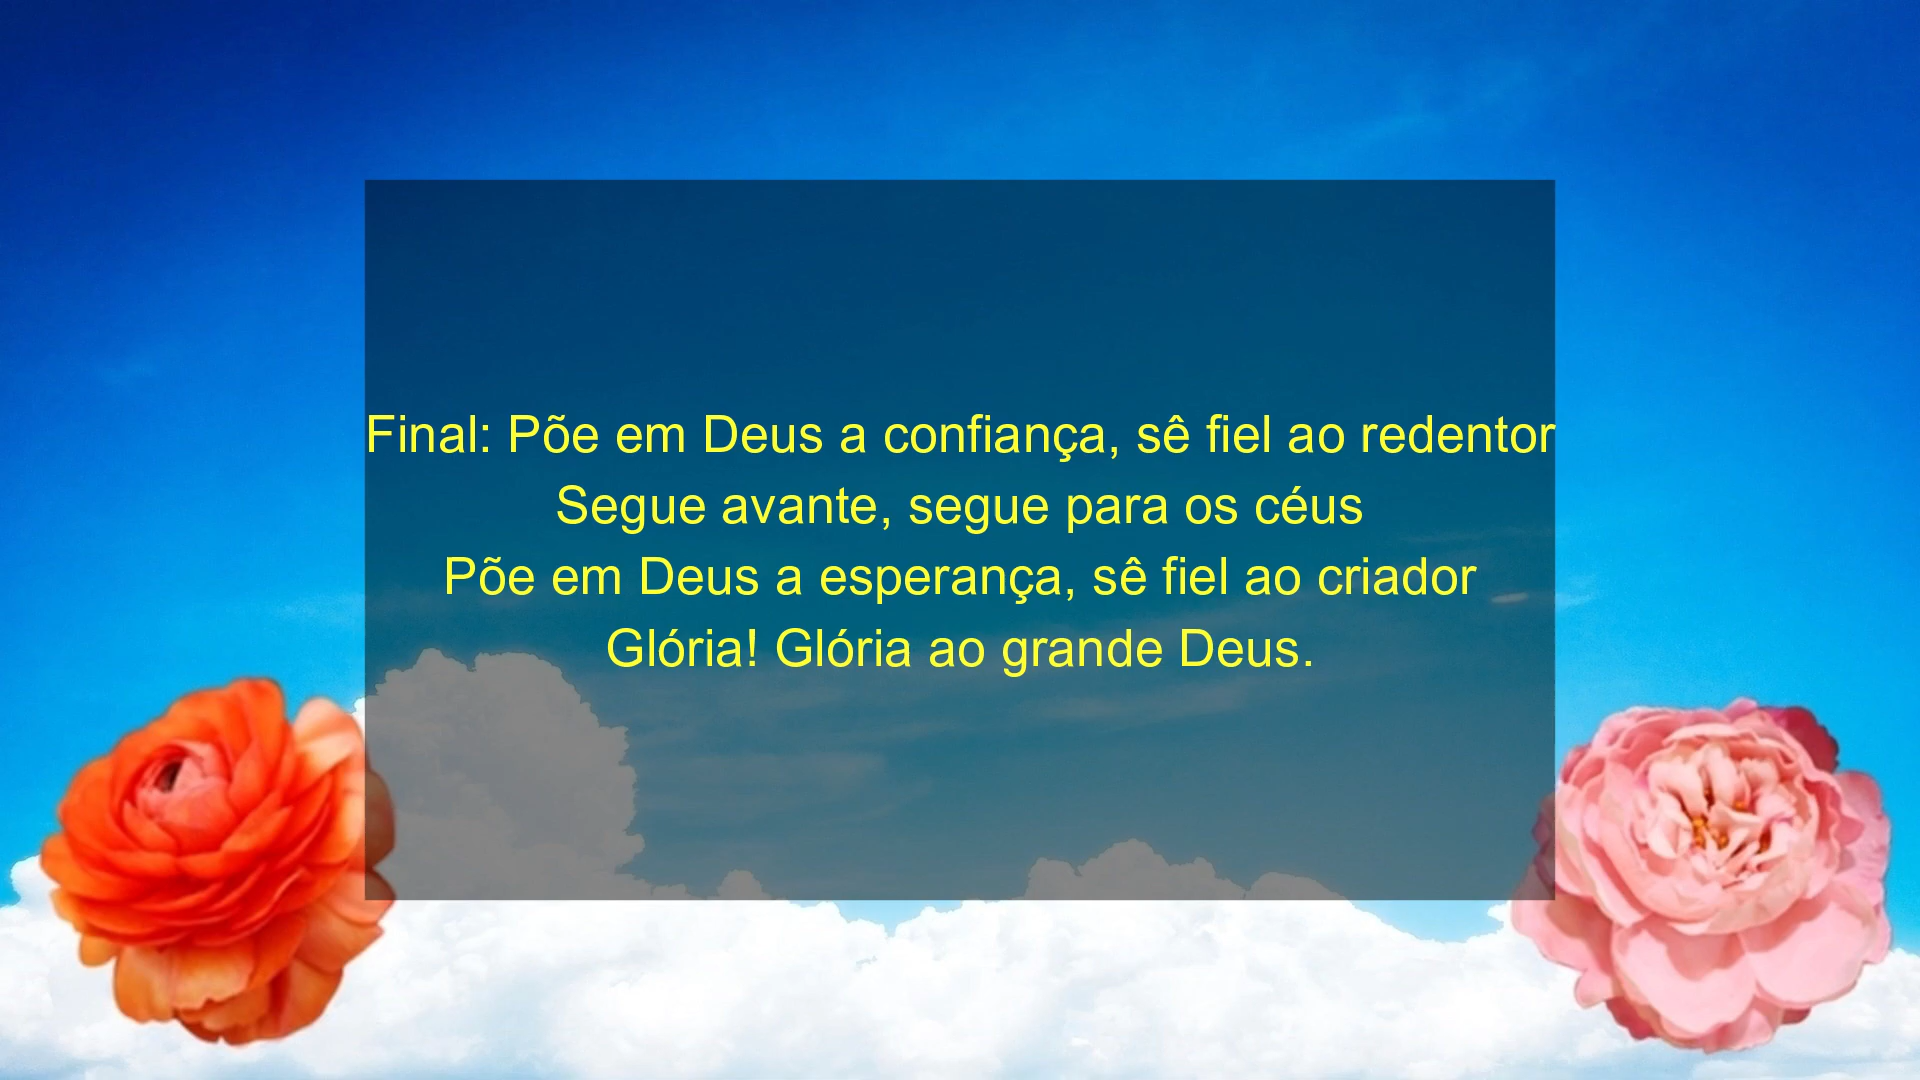 Final: Põe em Deus a confiança, sê fiel ao redentor
Segue avante, segue para os céus
Põe em Deus a esperança, sê fiel ao criador
Glória! Glória ao grande Deus.